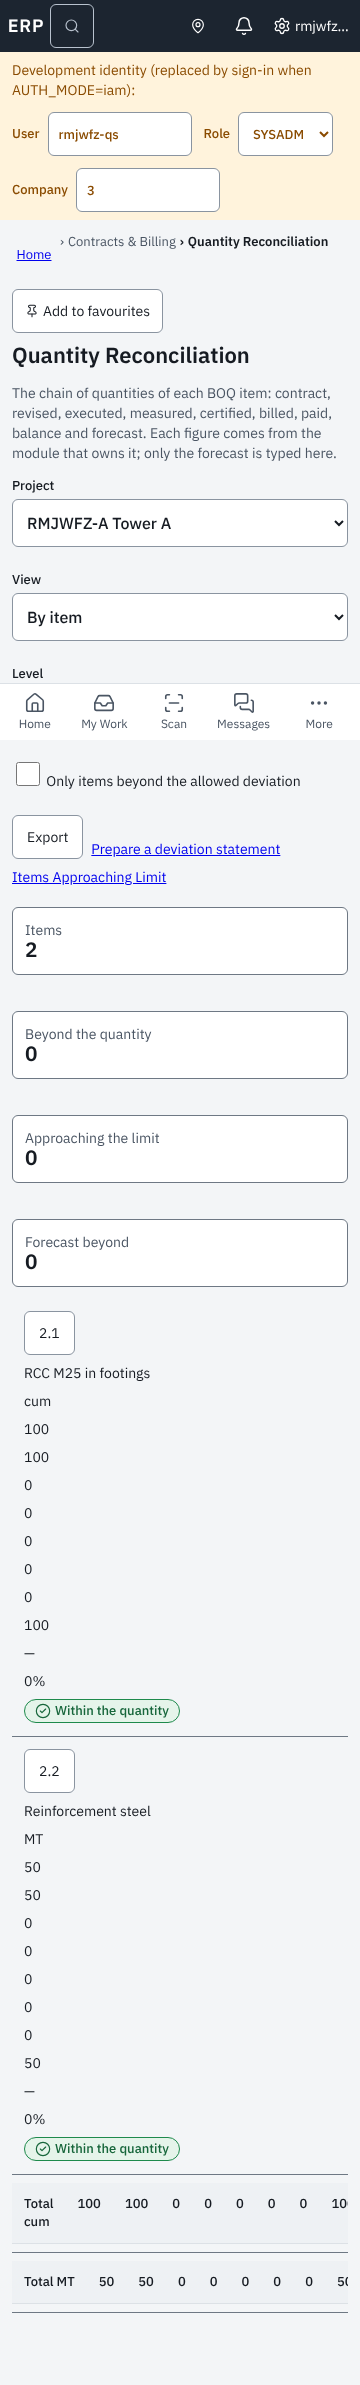 ERP
rmjwfz...
Development identity (replaced by sign-in when
AUTH_MODE=iam):
User rmjwfz-qs Role SYSADM
Company 3
Home › Contracts & Billing › Quantity Reconciliation
Add to favourites
Quantity Reconciliation
The chain of quantities of each BOQ item: contract,
revised, executed, measured, certified, billed, paid,
balance and forecast. Each figure comes from the
module that owns it; only the forecast is typed here.
Project
RMJWFZ-A Tower A
View
By item
Level
Home My Work Scan Messages More
Only items beyond the allowed deviation
Export Prepare a deviation statement
Items Approaching Limit
Items
2
Beyond the quantity
0
Approaching the limit
0
Forecast beyond
0
2.1
RCC M25 in footings
cum
100
100
0
0
0
0
0
100
—
0%
Within the quantity
2.2
Reinforcement steel
MT
50
50
0
0
0
0
0
50
—
0%
Within the quantity
Total cum 100 100 0 0 0 0 0
Total MT 50 50 0 0 0 0 0